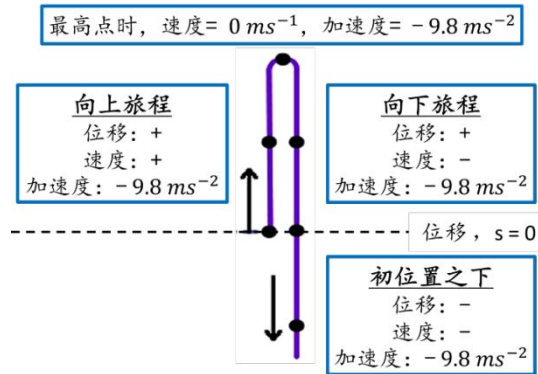 最高点时，速度= 0 ms⁻¹，加速度= −9.8 ms⁻²
向上旅程
位移：+
速度：+
加速度：−9.8 ms⁻²
向下旅程
位移：+
速度：−
加速度：−9.8 ms⁻²
位移，s = 0
初位置之下
位移：−
速度：−
加速度：−9.8 ms⁻²